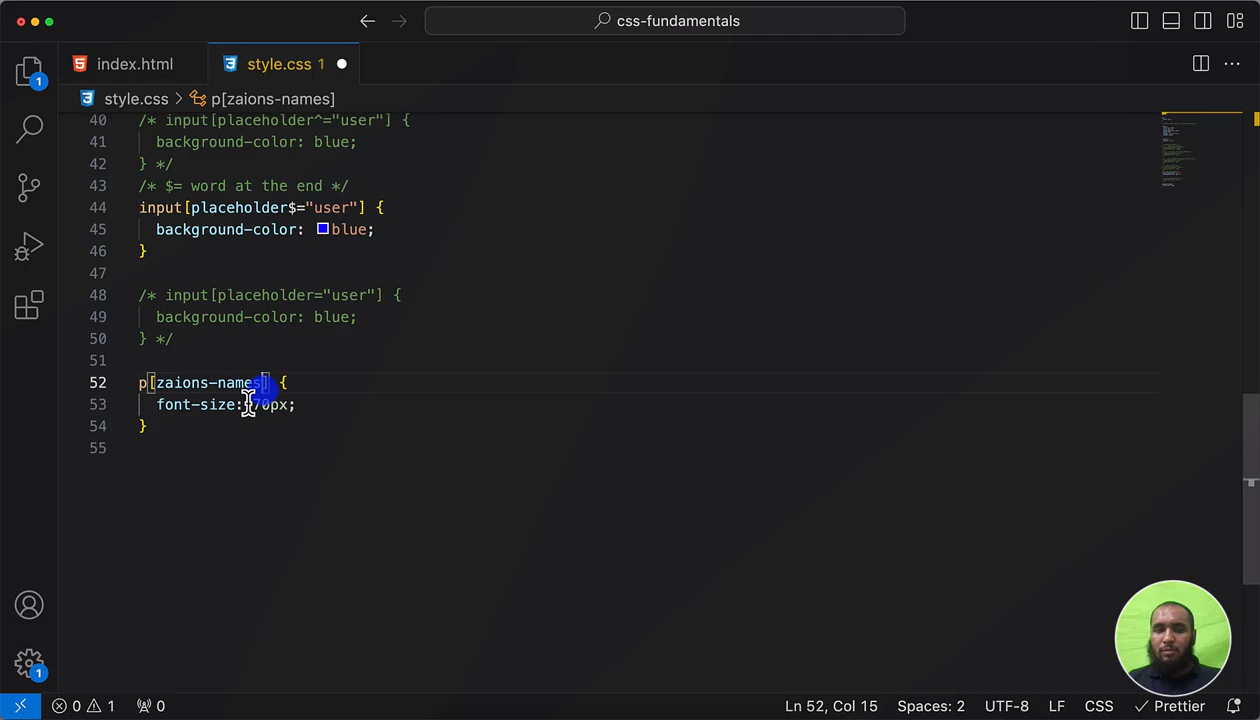 css-fundamentals
index.html
style.css 1
style.css > p[zaions-names]
40 /* input[placeholder^="user"] {
41 background-color: blue;
42 } */
43 /* $= word at the end */
44 input[placeholder$="user"] {
45 background-color: blue;
46 }
47
48 /* input[placeholder="user"] {
49 background-color: blue;
50 } */
51
52 p[zaions-names] {
53 font-size: 70px;
54 }
55
1
1
0 1 0
Ln 52, Col 15 Spaces: 2 UTF-8 LF CSS Prettier